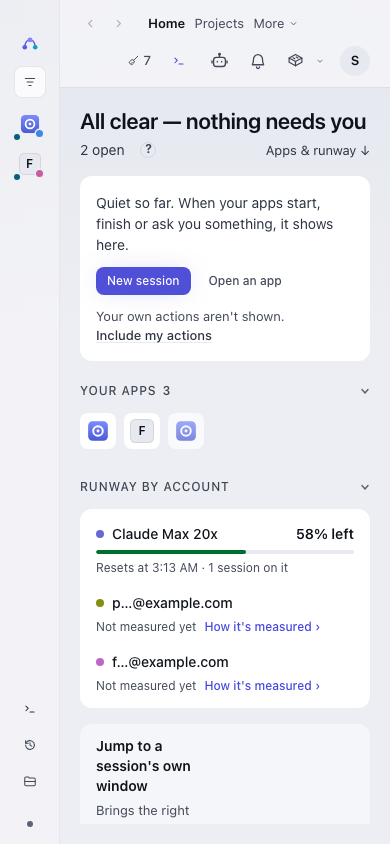 Home Projects More
7
S
F
All clear — nothing needs you
2 open ? Apps & runway ↓
Quiet so far. When your apps start,
finish or ask you something, it shows
here.
New session Open an app
Your own actions aren't shown.
Include my actions
YOUR APPS 3
F
RUNWAY BY ACCOUNT
Claude Max 20x 58% left
Resets at 3:13 AM · 1 session on it
p...@example.com
Not measured yet How it's measured ›
f...@example.com
Not measured yet How it's measured ›
Jump to a
session's own
window
Brings the right